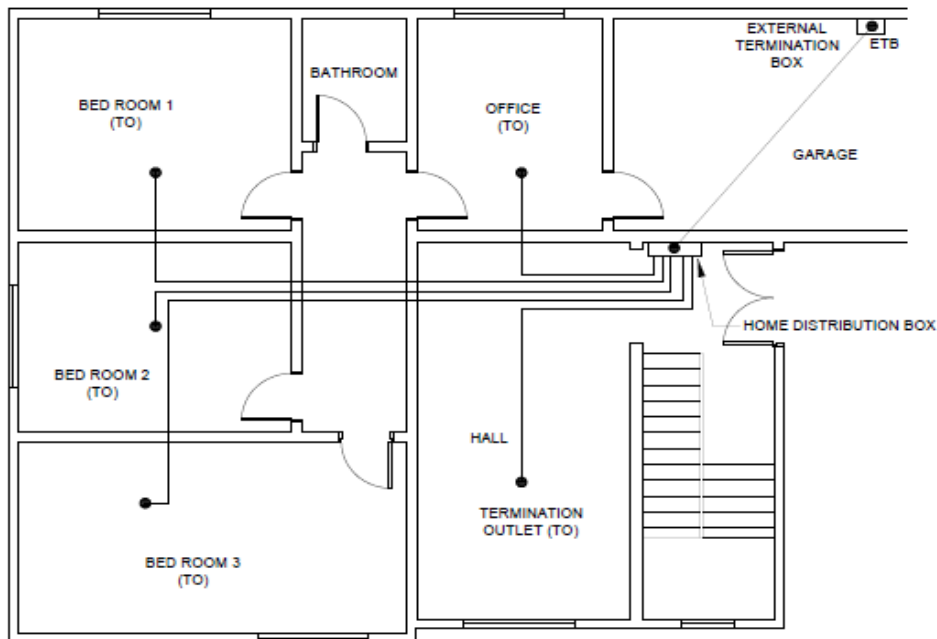 EXTERNAL
TERMINATION
BOX
ETB
BATHROOM
BED ROOM 1
(TO)
OFFICE
(TO)
GARAGE
HOME DISTRIBUTION BOX
BED ROOM 2
(TO)
HALL
TERMINATION
OUTLET (TO)
BED ROOM 3
(TO)